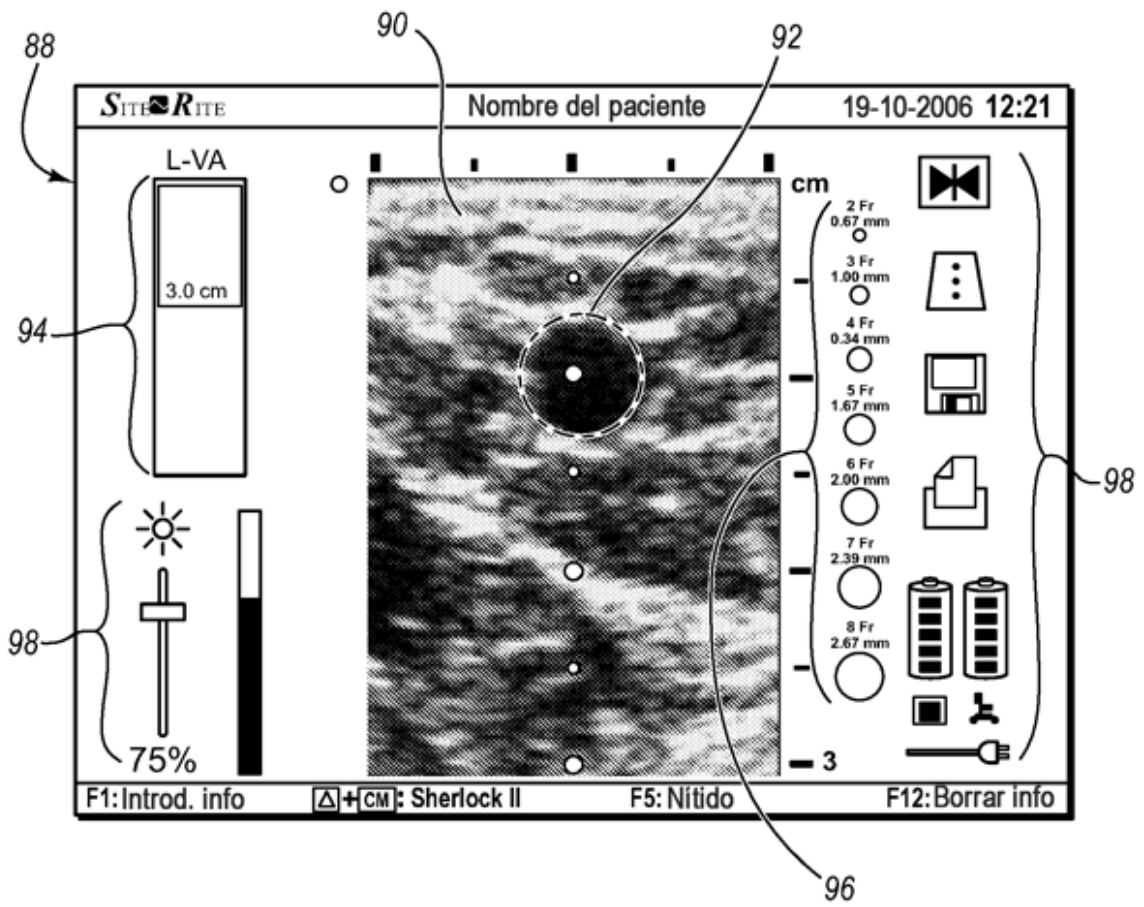 90
92
88
SITE RITE Nombre del paciente 19-10-2006 12:21
L-VA
cm
2 Fr
0.67 mm
3 Fr
1.00 mm
3.0 cm
4 Fr
0.34 mm
94
5 Fr
1.67 mm
6 Fr
2.00 mm
98
7 Fr
2.39 mm
8 Fr
2.67 mm
98
75%
3
F1: Introd. info △+CM: Sherlock II F5: Nítido F12: Borrar info
96